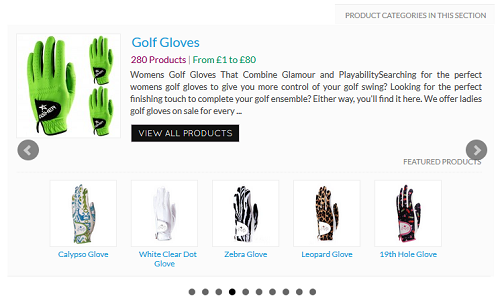 PRODUCT CATEGORIES IN THIS SECTION
Golf Gloves
280 Products | From £1 to £80
Womens Golf Gloves That Combine Glamour and PlayabilitySearching for the perfect
womens golf gloves to give you more control of your golf swing? Looking for the perfect
finishing touch to complete your golf ensemble? Either way, you'll find it here. We offer ladies
golf gloves on sale for every ...
VIEW ALL PRODUCTS
FEATURED PRODUCTS
Calypso Glove
White Clear Dot
Glove
Zebra Glove
Leopard Glove
19th Hole Glove
ASHER